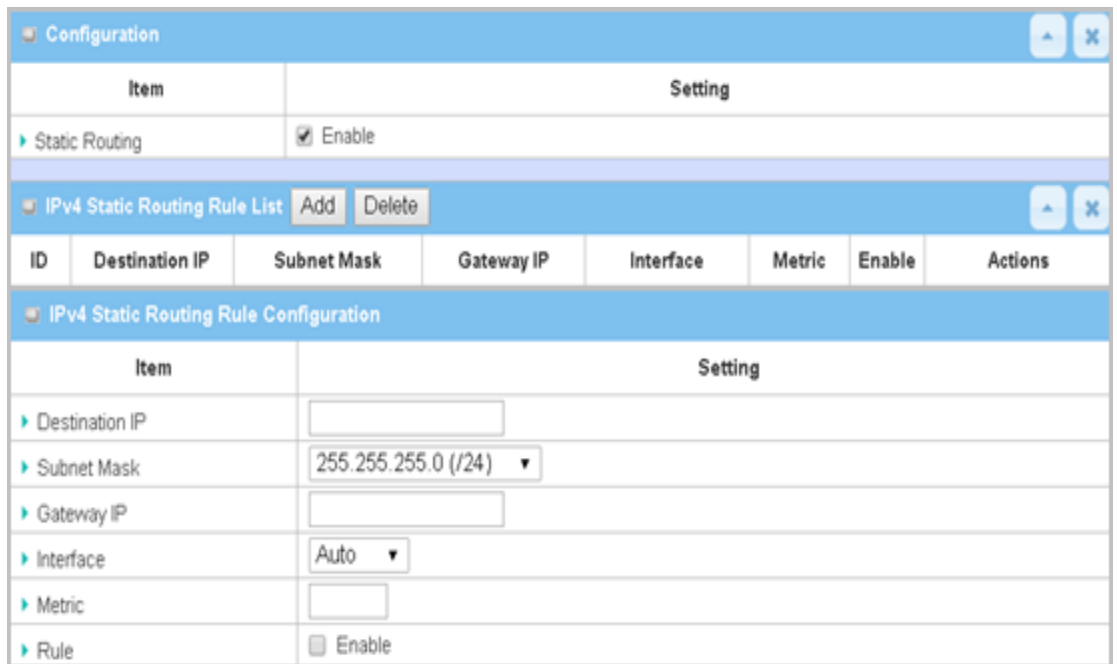 Configuration
Item Setting
Static Routing Enable
IPv4 Static Routing Rule List Add Delete
ID Destination IP Subnet Mask Gateway IP Interface Metric Enable Actions
IPv4 Static Routing Rule Configuration
Item Setting
Destination IP
Subnet Mask 255.255.255.0 (/24)
Gateway IP
Interface Auto
Metric
Rule Enable